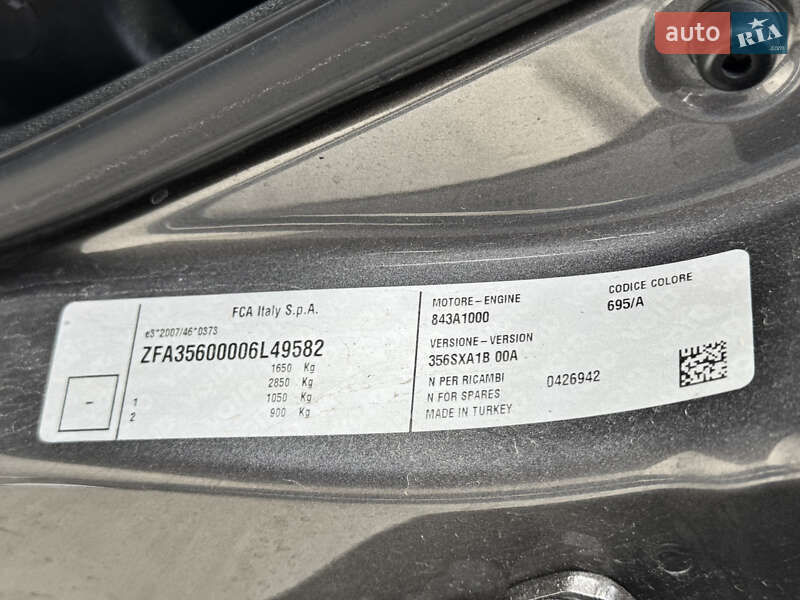 auto RIA.com
FCA Italy S.p.A.
e3*2007/46*0373
ZFA35600006L49582
1650 Kg
2850 Kg
1 1050 Kg
2 900 Kg
-
MOTORE-ENGINE
843A1000
CODICE COLORE
695/A
VERSIONE-VERSION
356SXA1B 00A
N PER RICAMBI
N FOR SPARES
0426942
MADE IN TURKEY